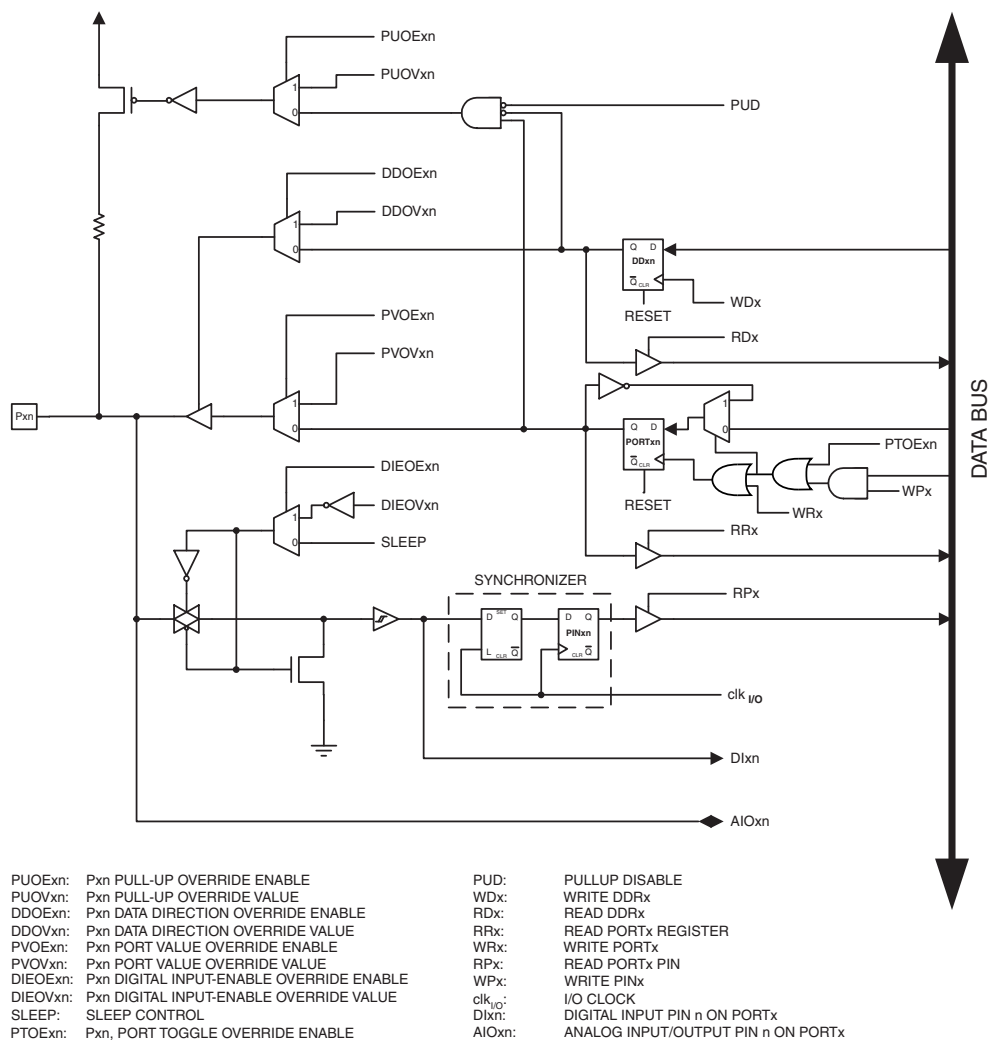 PUOExn
PUOVxn
1
0
PUD
DDOExn
DDOVxn
1
0
Q D
DDxn
Q CLR
WDx
RESET
RDx
PVOExn
PVOVxn
1
0
Pxn
1
0
Q D
PORTxn
Q CLR
PTOExn
WPx
WRx
RESET
RRx
DATA BUS
DIEOExn
DIEOVxn
1
0
SLEEP
SYNCHRONIZER
D SET Q
L CLR Q
D Q
PINxn
CLR Q
RPx
clk I/O
DIxn
AIOxn
PUOExn: Pxn PULL-UP OVERRIDE ENABLE
PUOVxn: Pxn PULL-UP OVERRIDE VALUE
DDOExn: Pxn DATA DIRECTION OVERRIDE ENABLE
DDOVxn: Pxn DATA DIRECTION OVERRIDE VALUE
PVOExn: Pxn PORT VALUE OVERRIDE ENABLE
PVOVxn: Pxn PORT VALUE OVERRIDE VALUE
DIEOExn: Pxn DIGITAL INPUT-ENABLE OVERRIDE ENABLE
DIEOVxn: Pxn DIGITAL INPUT-ENABLE OVERRIDE VALUE
SLEEP: SLEEP CONTROL
PTOExn: Pxn, PORT TOGGLE OVERRIDE ENABLE
PUD: PULLUP DISABLE
WDx: WRITE DDRx
RDx: READ DDRx
RRx: READ PORTx REGISTER
WRx: WRITE PORTx
RPx: READ PORTx PIN
WPx: WRITE PINx
clk I/O: I/O CLOCK
DIxn: DIGITAL INPUT PIN n ON PORTx
AIOxn: ANALOG INPUT/OUTPUT PIN n ON PORTx